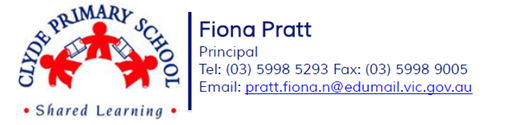 CLYDE PRIMARY SCHOOL
• Shared Learning •
Fiona Pratt
Principal
Tel: (03) 5998 5293 Fax: (03) 5998 9005
Email: pratt.fiona.n@edumail.vic.gov.au